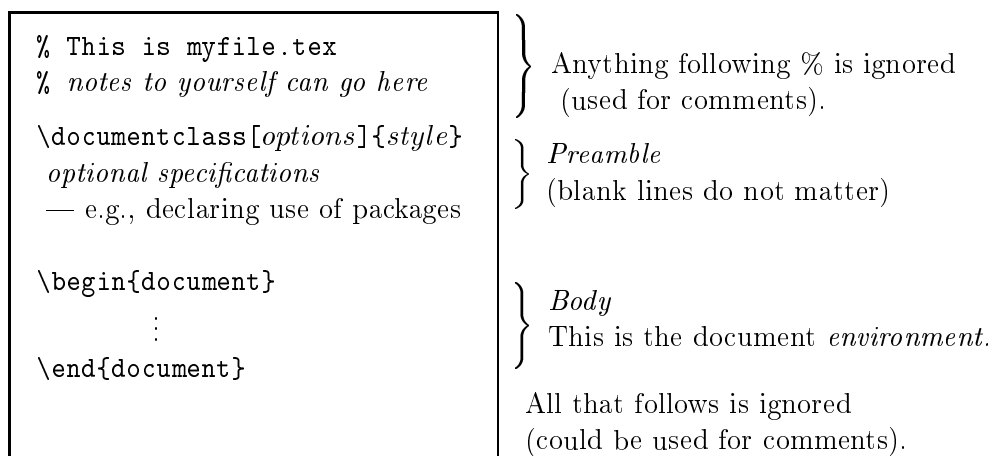 % This is myfile.tex
% notes to yourself can go here
Anything following % is ignored
(used for comments).
\documentclass[options]{style}
optional specifications
— e.g., declaring use of packages
Preamble
(blank lines do not matter)
\begin{document}
⋮
\end{document}
Body
This is the document environment.
All that follows is ignored
(could be used for comments).